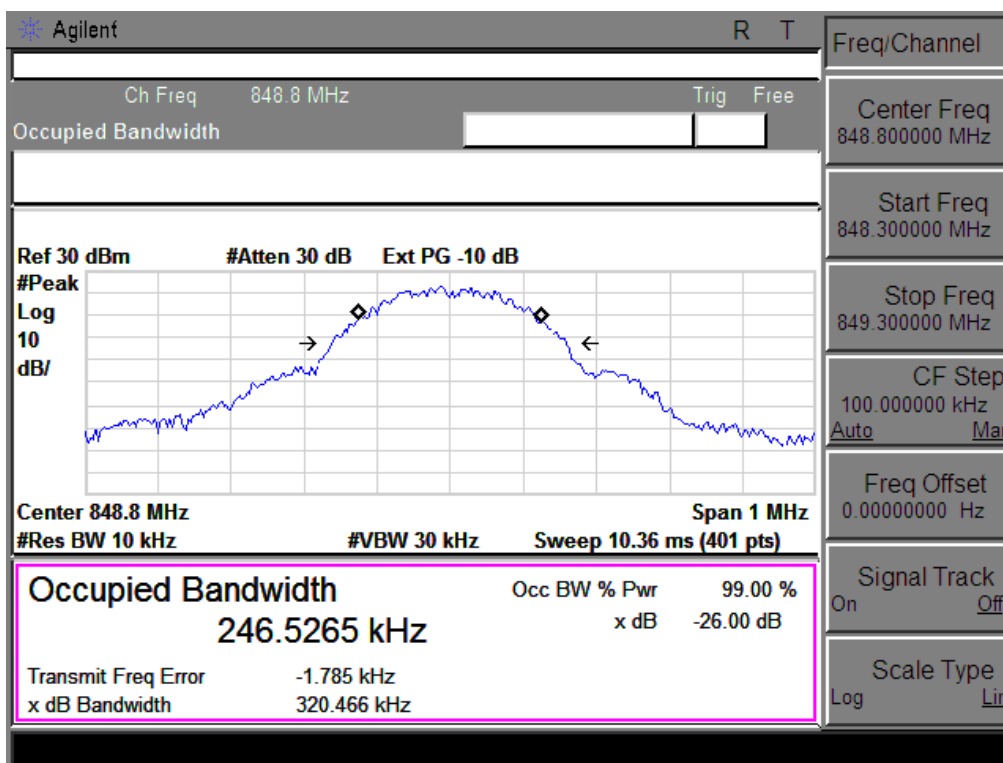 Agilent R T
Ch Freq 848.8 MHz Trig Free
Occupied Bandwidth
Ref 30 dBm #Atten 30 dB Ext PG -10 dB
#Peak
Log
10
dB/
Center 848.8 MHz Span 1 MHz
#Res BW 10 kHz #VBW 30 kHz Sweep 10.36 ms (401 pts)
Occupied Bandwidth Occ BW % Pwr 99.00 %
246.5265 kHz x dB -26.00 dB
Transmit Freq Error -1.785 kHz
x dB Bandwidth 320.466 kHz
Freq/Channel
Center Freq
848.800000 MHz
Start Freq
848.300000 MHz
Stop Freq
849.300000 MHz
CF Step
100.000000 kHz
Auto Ma
Freq Offset
0.00000000 Hz
Signal Track
On Off
Scale Type
Log Lin